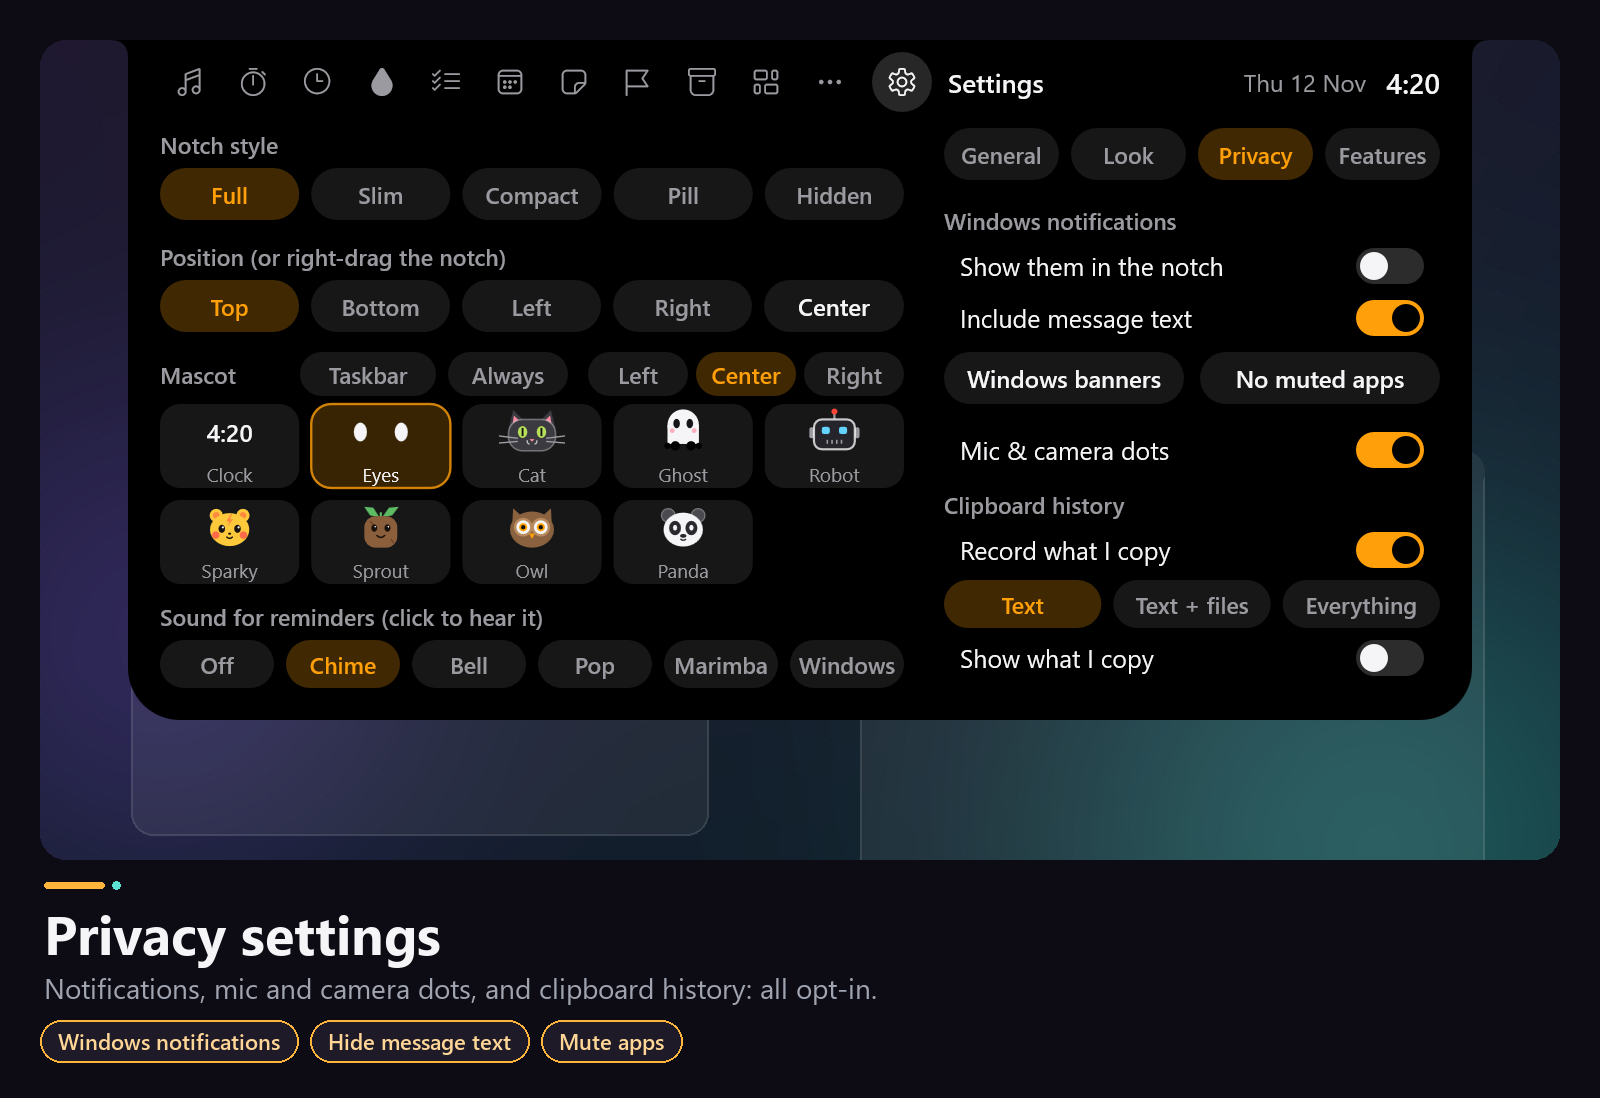 Settings
Thu 12 Nov 4:20
Notch style
Full Slim Compact Pill Hidden
Position (or right-drag the notch)
Top Bottom Left Right Center
Mascot Taskbar Always Left Center Right
4:20
Clock Eyes Cat Ghost Robot
Sparky Sprout Owl Panda
Sound for reminders (click to hear it)
Off Chime Bell Pop Marimba Windows
General Look Privacy Features
Windows notifications
Show them in the notch
Include message text
Windows banners No muted apps
Mic & camera dots
Clipboard history
Record what I copy
Text Text + files Everything
Show what I copy
Privacy settings
Notifications, mic and camera dots, and clipboard history: all opt-in.
Windows notifications Hide message text Mute apps